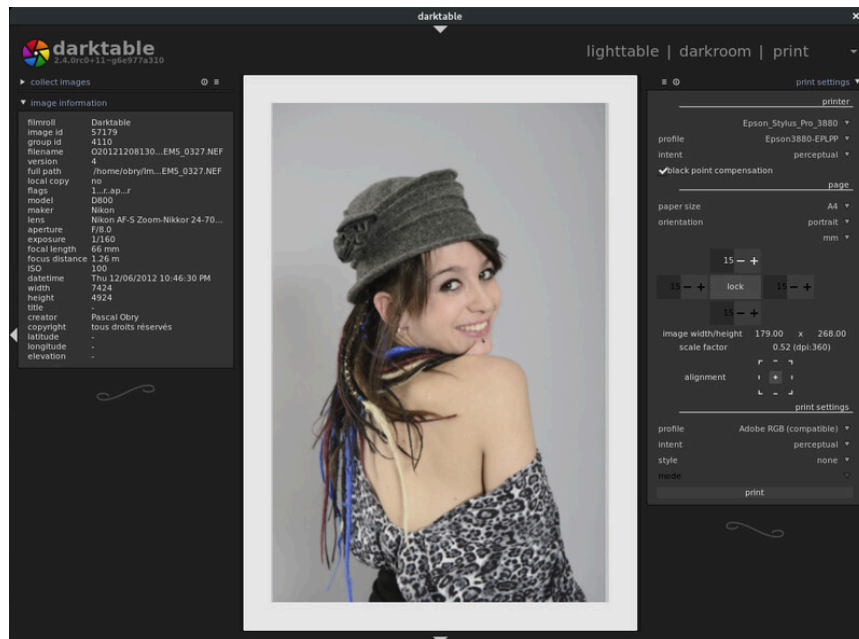 darktable
darktable
2.4.0rc0+11~g6e977a310
lighttable | darkroom | print
collect images
image information
filmroll Darktable
image id 57179
group id 4110
filename O20121208130...EM5_0327.NEF
version 4
full path /home/obry/Im...EM5_0327.NEF
local copy no
flags 1...r..ap...r
model D800
maker Nikon
lens Nikon AF-S Zoom-Nikkor 24-70...
aperture F/8.0
exposure 1/160
focal length 66 mm
focus distance 1.26 m
ISO 100
datetime Thu 12/06/2012 10:46:30 PM
width 7424
height 4924
title -
creator Pascal Obry
copyright tous droits réservés
latitude -
longitude -
elevation -
print settings
printer
Epson_Stylus_Pro_3880
profile Epson3880-EPLPP
intent perceptual
black point compensation
page
paper size A4
orientation portrait
mm
15 − +
15 − + lock 15 − +
15 − +
image width/height 179.00 x 268.00
scale factor 0.52 (dpi:360)
alignment
print settings
profile Adobe RGB (compatible)
intent perceptual
style none
mode
print